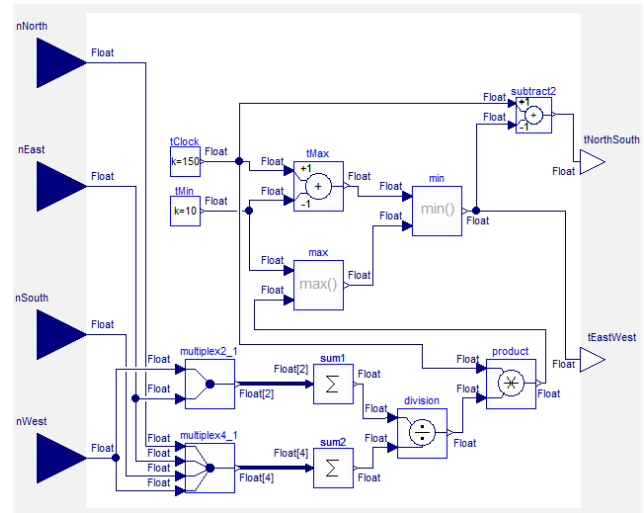 nNorth
Float
Float subtract2
+1
+
-1
Float
tNorthSouth
Float
nEast
Float
tClock
k=150
Float
Float
tMax
+1
+
-1
Float
Float
min
min()
Float
tMin
k=10
Float
Float
Float
Float
max
max()
Float
Float
Float
nSouth
Float
tEastWest
Float
Float
multiplex2_1
Float
Float[2]
Float[2]
sum1
Σ
Float
Float
product
Float
Float
nWest
Float
Float
multiplex4_1
Float
Float
Float
Float[4]
Float[4]
sum2
Σ
Float
Float
division
÷
Float
Float